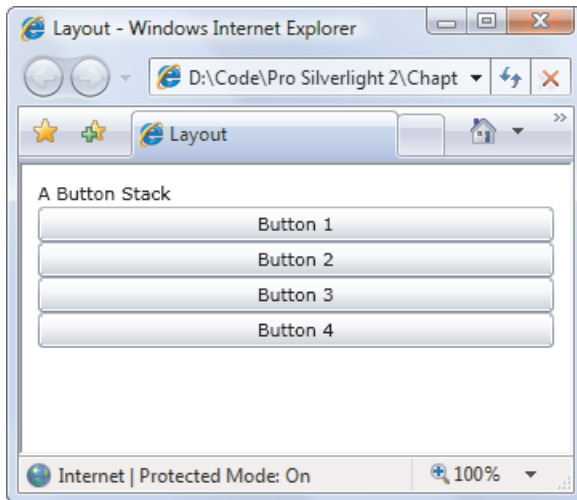 Layout - Windows Internet Explorer
D:\Code\Pro Silverlight 2\Chapt
Layout
A Button Stack
Button 1
Button 2
Button 3
Button 4
Internet | Protected Mode: On
100%